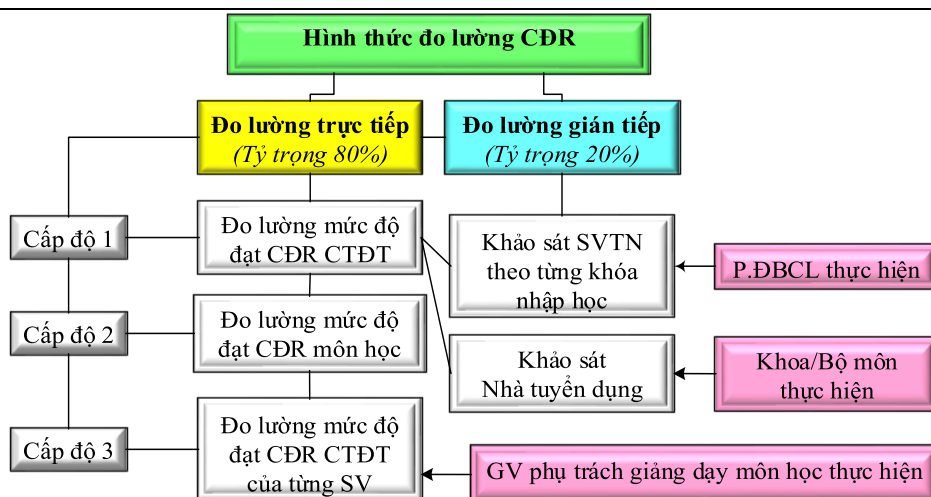 Hình thức đo lường CĐR
Đo lường trực tiếp
(Tỷ trọng 80%)
Đo lường gián tiếp
(Tỷ trọng 20%)
Cấp độ 1
Đo lường mức độ
đạt CĐR CTĐT
Khảo sát SVTN
theo từng khóa
nhập học
P.ĐBCL thực hiện
Cấp độ 2
Đo lường mức độ
đạt CĐR môn học
Khảo sát
Nhà tuyển dụng
Khoa/Bộ môn
thực hiện
Cấp độ 3
Đo lường mức độ
đạt CĐR CTĐT
của từng SV
GV phụ trách giảng dạy môn học thực hiện